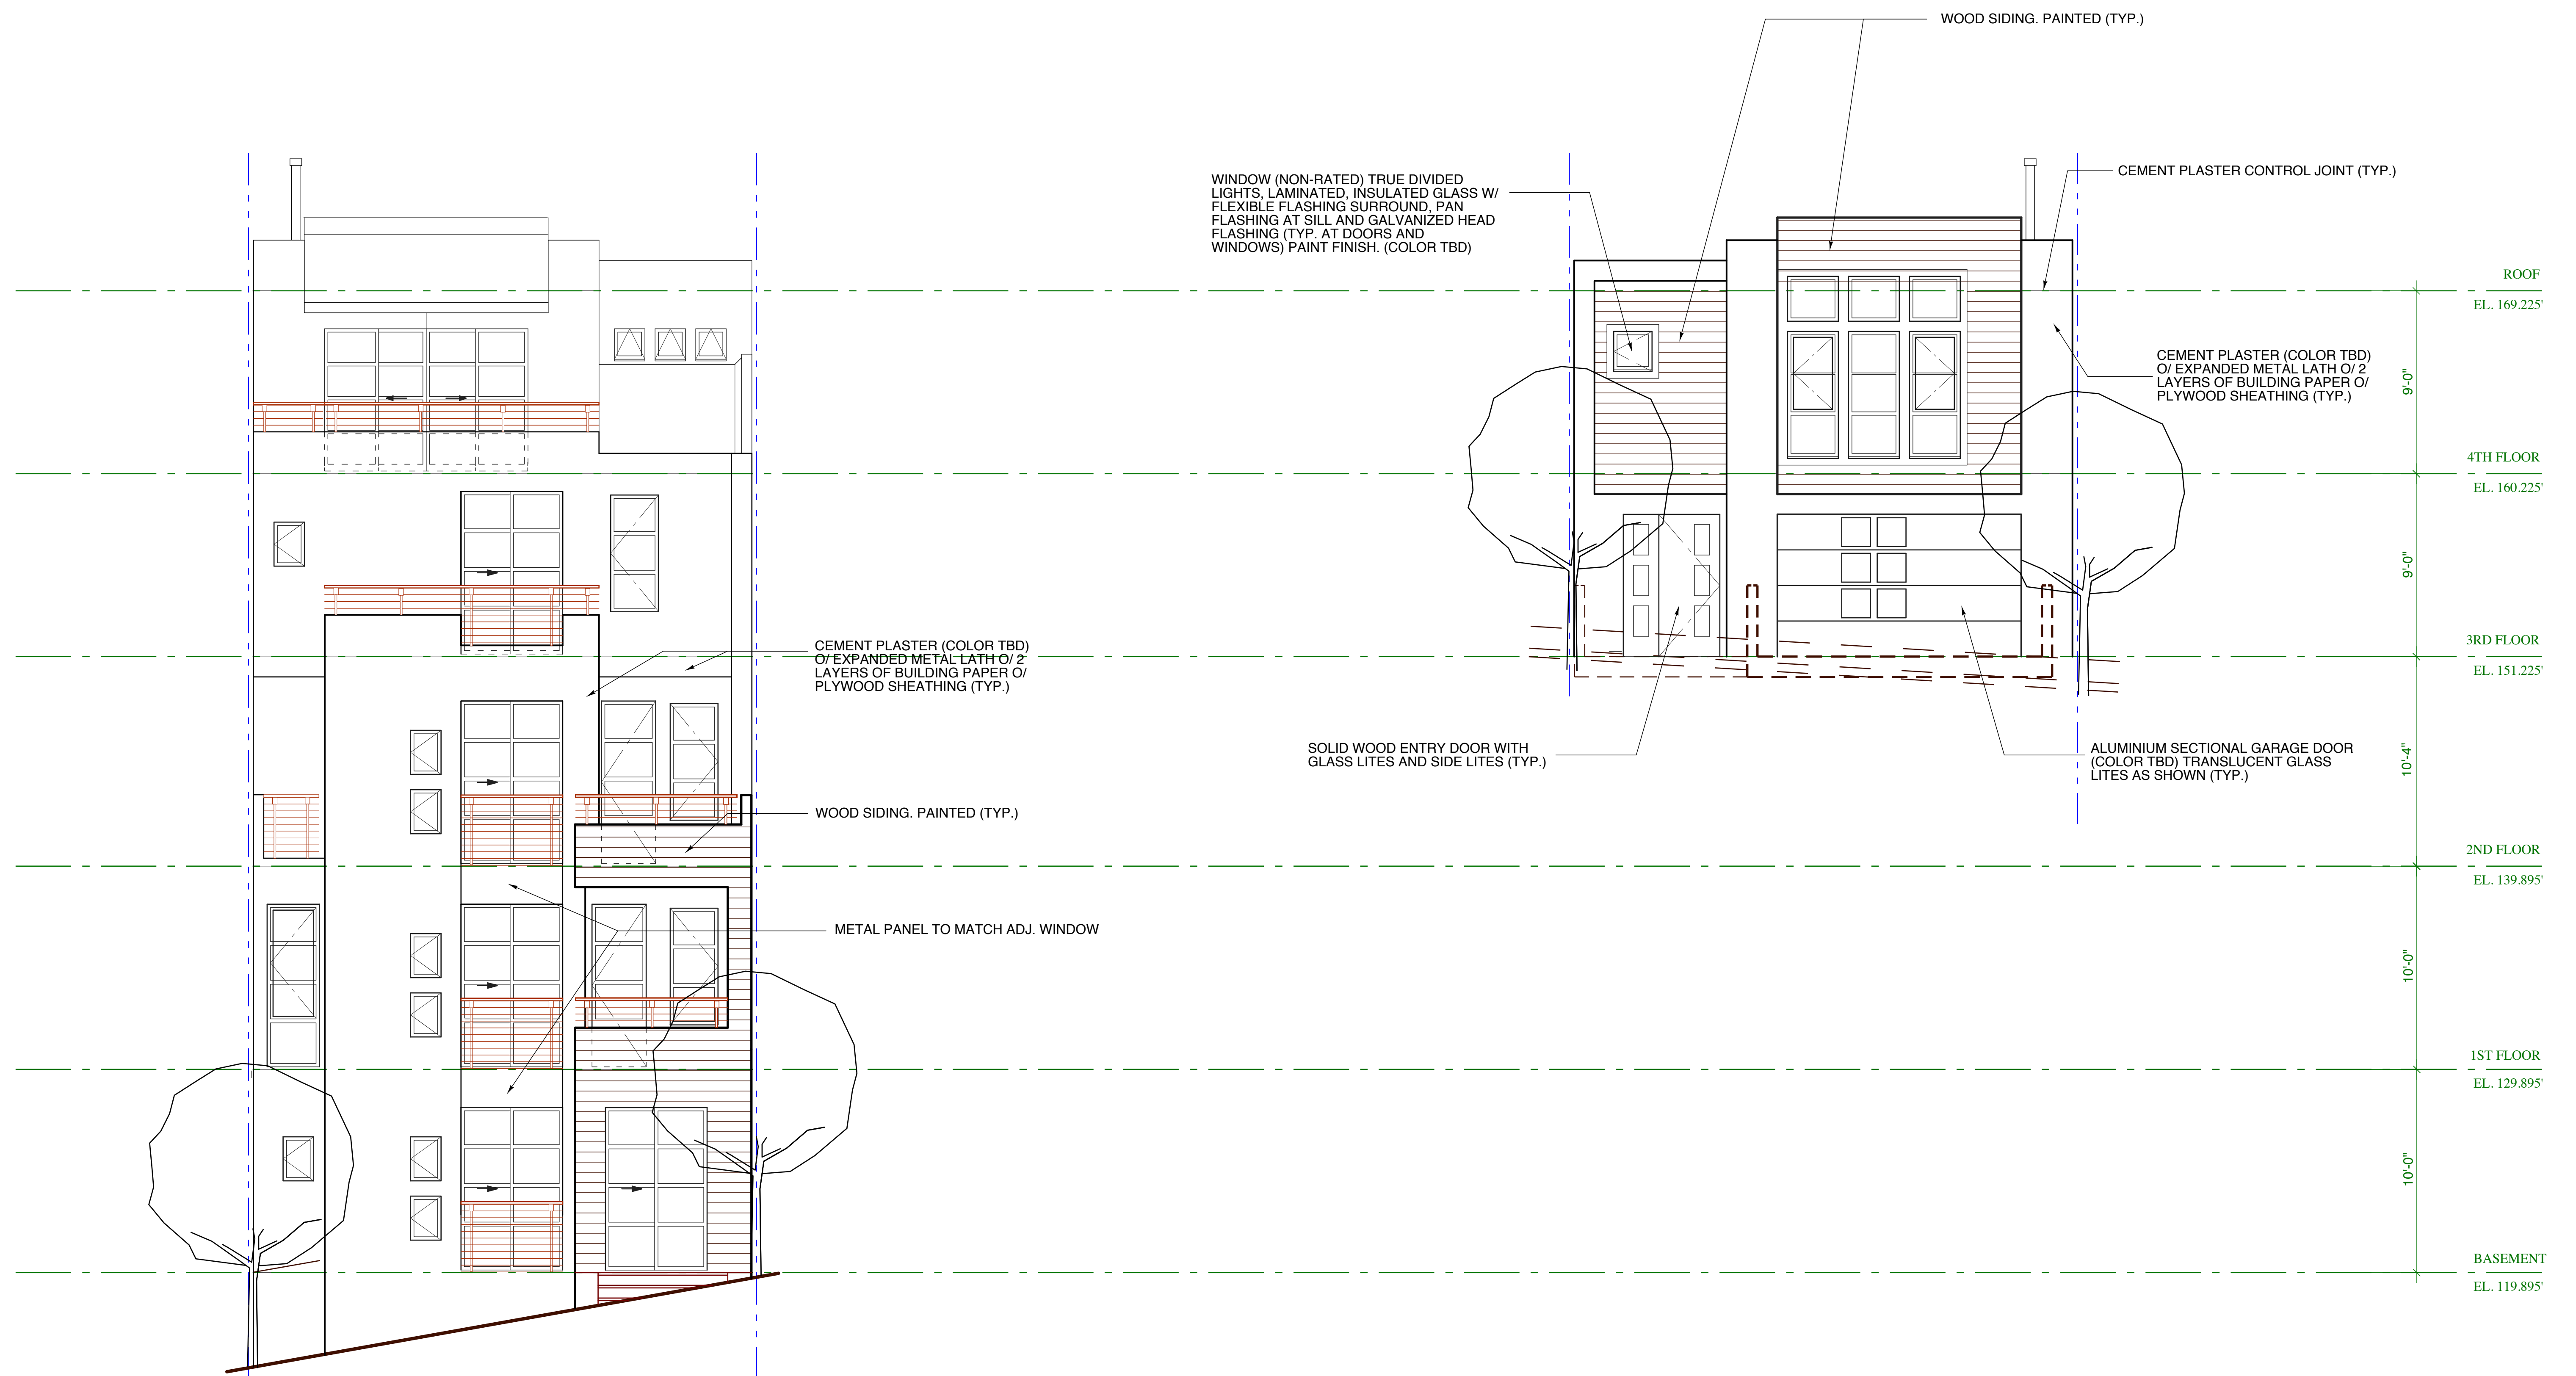 WOOD SIDING. PAINTED (TYP.)
WINDOW (NON-RATED) TRUE DIVIDED
LIGHTS, LAMINATED, INSULATED GLASS W/
FLEXIBLE FLASHING SURROUND, PAN
FLASHING AT SILL AND GALVANIZED HEAD
FLASHING (TYP. AT DOORS AND
WINDOWS) PAINT FINISH. (COLOR TBD)
CEMENT PLASTER CONTROL JOINT (TYP.)
ROOF
EL. 169.225'
CEMENT PLASTER (COLOR TBD)
O/ EXPANDED METAL LATH O/ 2
LAYERS OF BUILDING PAPER O/
PLYWOOD SHEATHING (TYP.)
9'-0"
4TH FLOOR
EL. 160.225'
9'-0"
3RD FLOOR
EL. 151.225'
CEMENT PLASTER (COLOR TBD)
O/ EXPANDED METAL LATH O/ 2
LAYERS OF BUILDING PAPER O/
PLYWOOD SHEATHING (TYP.)
SOLID WOOD ENTRY DOOR WITH
GLASS LITES AND SIDE LITES (TYP.)
ALUMINIUM SECTIONAL GARAGE DOOR
(COLOR TBD) TRANSLUCENT GLASS
LITES AS SHOWN (TYP.)
10'-4"
WOOD SIDING. PAINTED (TYP.)
2ND FLOOR
EL. 139.895'
METAL PANEL TO MATCH ADJ. WINDOW
10'-0"
1ST FLOOR
EL. 129.895'
10'-0"
BASEMENT
EL. 119.895'